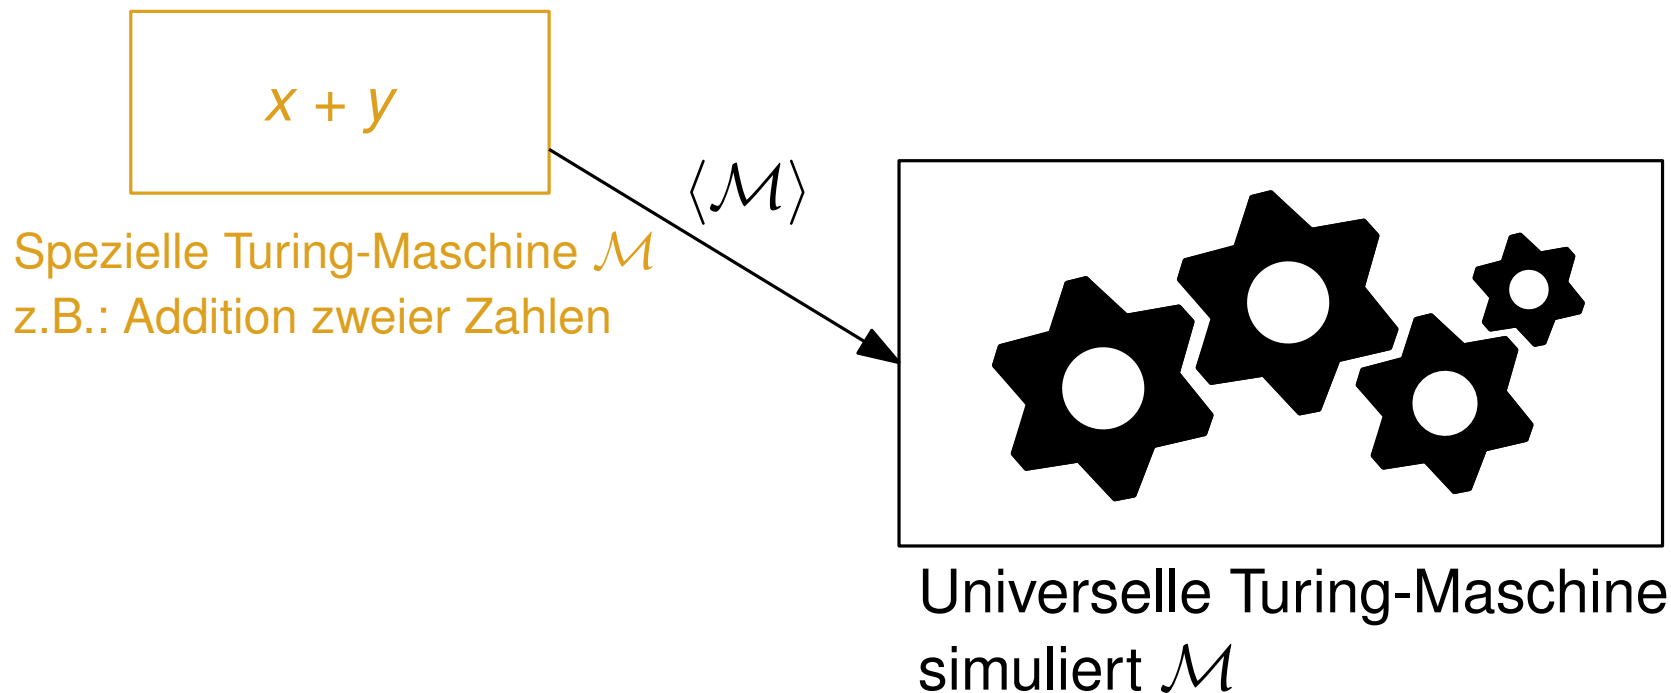 x + y
Spezielle Turing-Maschine ℳ
z.B.: Addition zweier Zahlen
⟨ℳ⟩
Universelle Turing-Maschine
simuliert ℳ